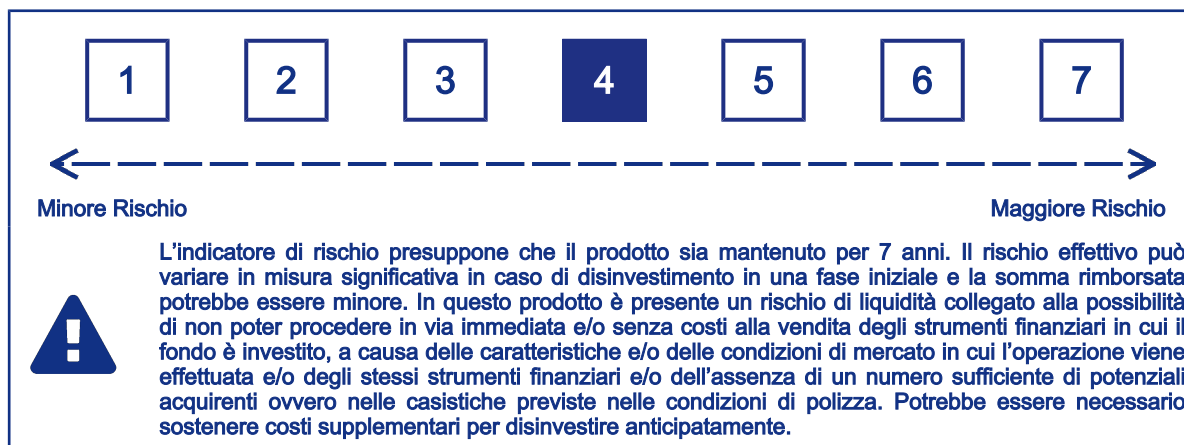 1 2 3 4 5 6 7
Minore Rischio Maggiore Rischio
L'indicatore di rischio presuppone che il prodotto sia mantenuto per 7 anni. Il rischio effettivo può
variare in misura significativa in caso di disinvestimento in una fase iniziale e la somma rimborsata
potrebbe essere minore. In questo prodotto è presente un rischio di liquidità collegato alla possibilità
di non poter procedere in via immediata e/o senza costi alla vendita degli strumenti finanziari in cui il
fondo è investito, a causa delle caratteristiche e/o delle condizioni di mercato in cui l'operazione viene
effettuata e/o degli stessi strumenti finanziari e/o dell'assenza di un numero sufficiente di potenziali
acquirenti ovvero nelle casistiche previste nelle condizioni di polizza. Potrebbe essere necessario
sostenere costi supplementari per disinvestire anticipatamente.